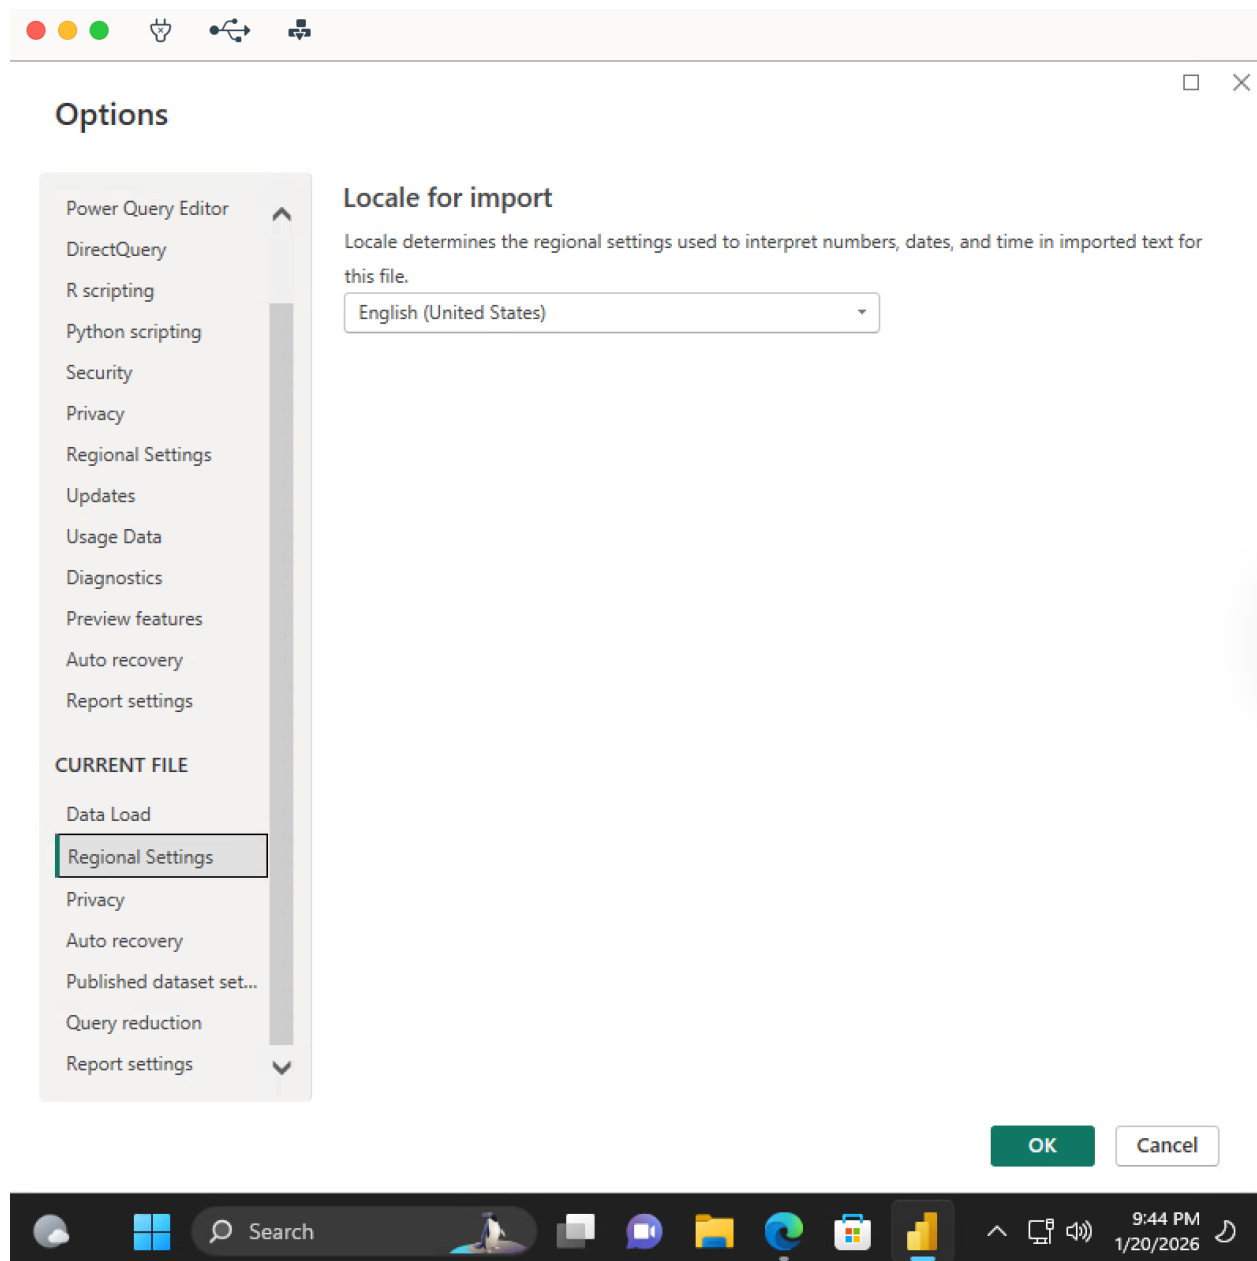 Options
Power Query Editor
DirectQuery
R scripting
Python scripting
Security
Privacy
Regional Settings
Updates
Usage Data
Diagnostics
Preview features
Auto recovery
Report settings
CURRENT FILE
Data Load
Regional Settings
Privacy
Auto recovery
Published dataset set...
Query reduction
Report settings
Locale for import
Locale determines the regional settings used to interpret numbers, dates, and time in imported text for
this file.
English (United States)
OK
Cancel
Search
9:44 PM
1/20/2026